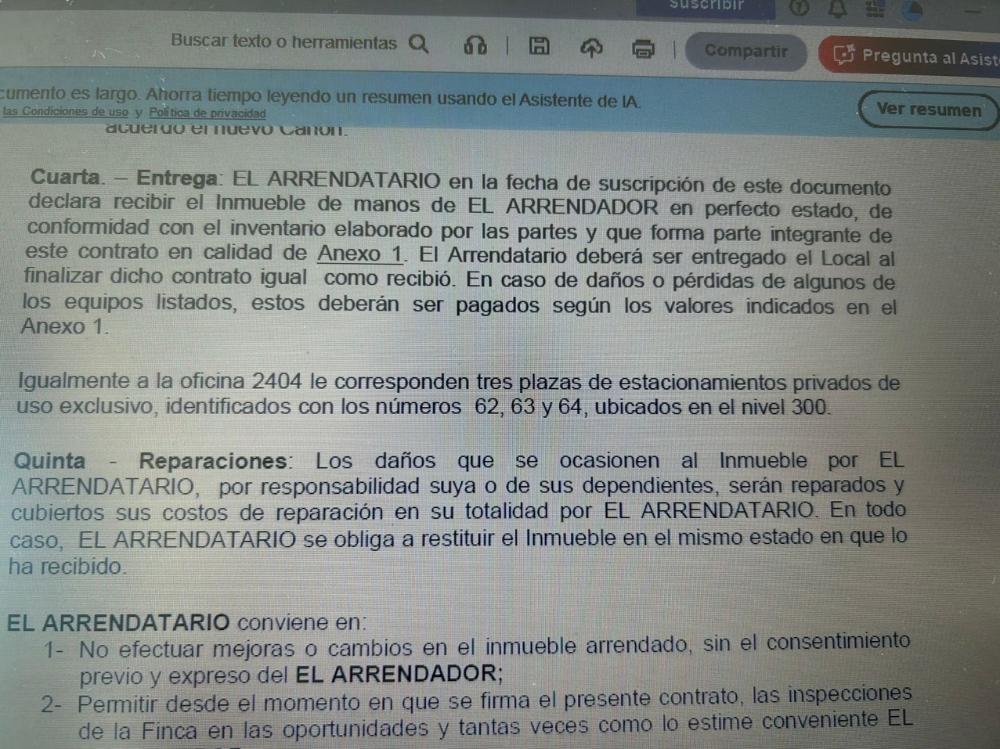 Suscribir
Buscar texto o herramientas
Compartir
Pregunta al Asist
cumento es largo. Ahorra tiempo leyendo un resumen usando el Asistente de IA.
las Condiciones de uso y Política de privacidad
Ver resumen
acuerdo el nuevo Canon.
Cuarta. – Entrega: EL ARRENDATARIO en la fecha de suscripción de este documento
declara recibir el Inmueble de manos de EL ARRENDADOR en perfecto estado, de
conformidad con el inventario elaborado por las partes y que forma parte integrante de
este contrato en calidad de Anexo 1. El Arrendatario deberá ser entregado el Local al
finalizar dicho contrato igual como recibió. En caso de daños o pérdidas de algunos de
los equipos listados, estos deberán ser pagados según los valores indicados en el
Anexo 1.
Igualmente a la oficina 2404 le corresponden tres plazas de estacionamientos privados de
uso exclusivo, identificados con los números 62, 63 y 64, ubicados en el nivel 300.
Quinta - Reparaciones: Los daños que se ocasionen al Inmueble por EL
ARRENDATARIO, por responsabilidad suya o de sus dependientes, serán reparados y
cubiertos sus costos de reparación en su totalidad por EL ARRENDATARIO. En todo
caso, EL ARRENDATARIO se obliga a restituir el Inmueble en el mismo estado en que lo
ha recibido.
EL ARRENDATARIO conviene en:
1- No efectuar mejoras o cambios en el inmueble arrendado, sin el consentimiento
previo y expreso del EL ARRENDADOR;
2- Permitir desde el momento en que se firma el presente contrato, las inspecciones
de la Finca en las oportunidades y tantas veces como lo estime conveniente EL